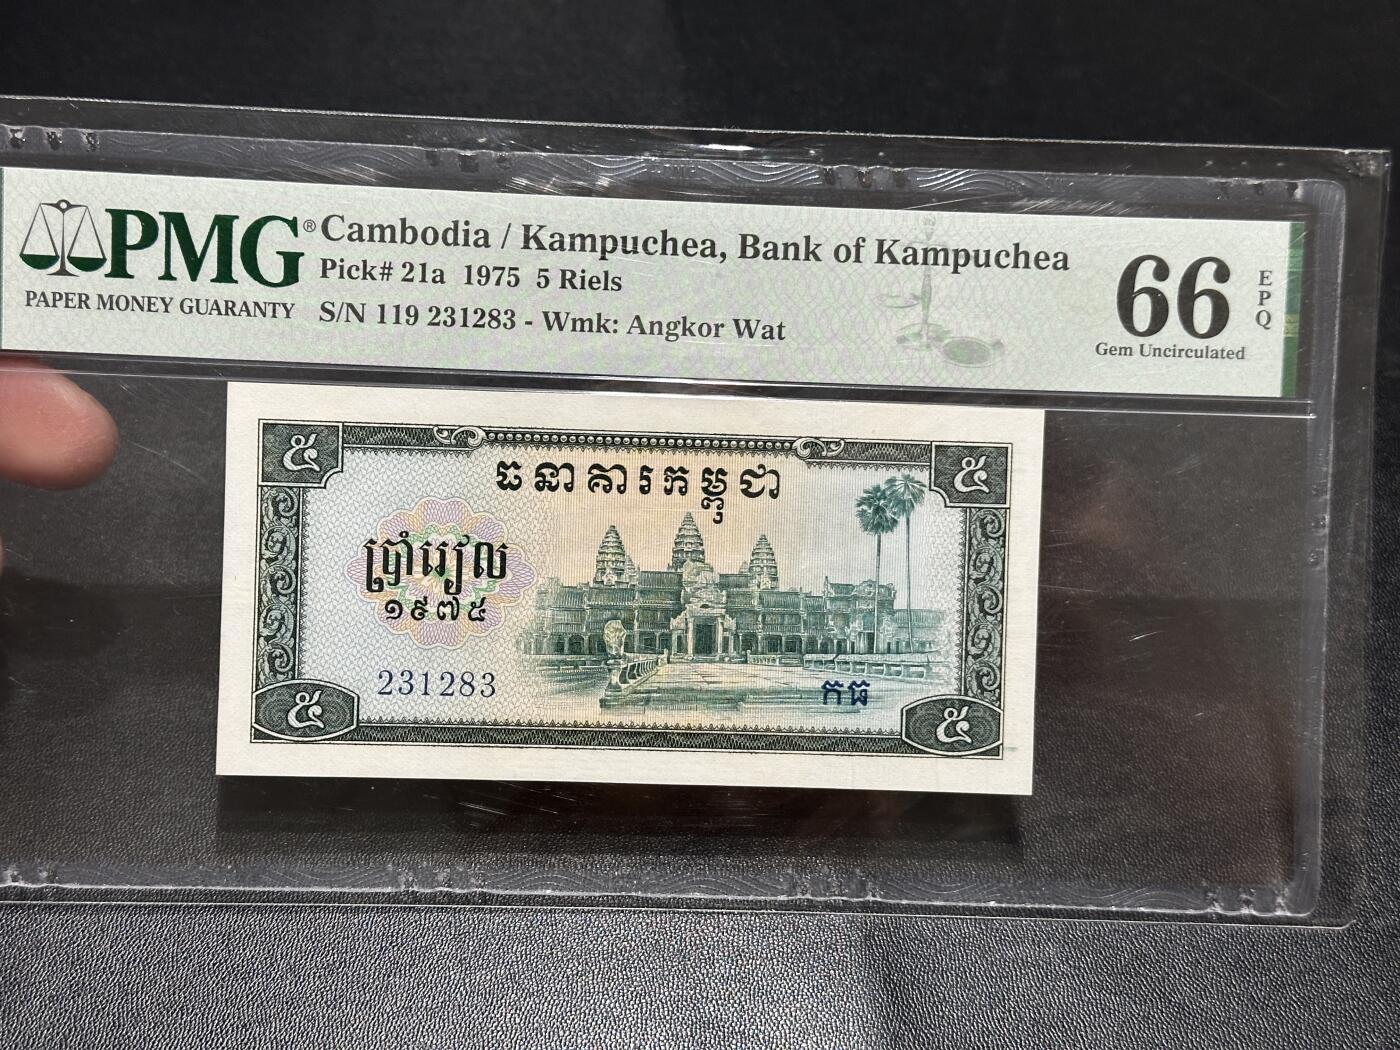 PMG®
PAPER MONEY GUARANTY
Cambodia / Kampuchea, Bank of Kampuchea
Pick# 21a 1975 5 Riels
S/N 119 231283 - Wmk: Angkor Wat
66
EPQ
Gem Uncirculated
៥ ៥
ធនាគារកម្ពុជា
ប្រាំរៀល
១៩៧៥
231283
កធ
៥ ៥